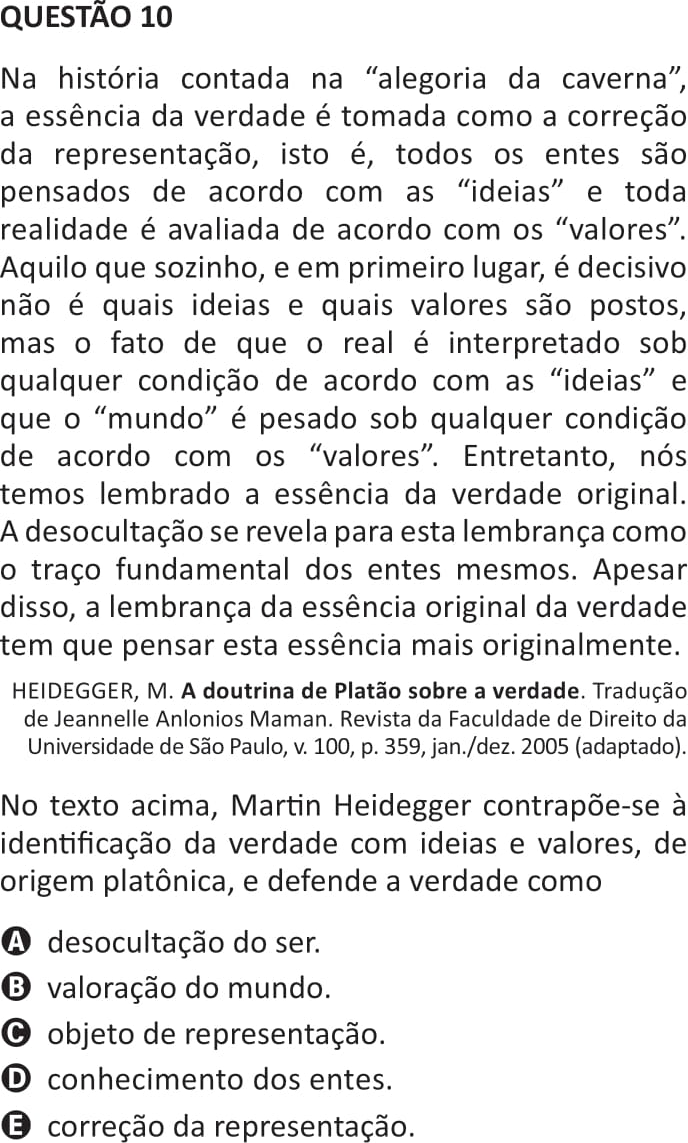 QUESTÃO 10
Na história contada na “alegoria da caverna”,
a essência da verdade é tomada como a correção
da representação, isto é, todos os entes são
pensados de acordo com as “ideias” e toda
realidade é avaliada de acordo com os “valores”.
Aquilo que sozinho, e em primeiro lugar, é decisivo
não é quais ideias e quais valores são postos,
mas o fato de que o real é interpretado sob
qualquer condição de acordo com as “ideias” e
que o “mundo” é pesado sob qualquer condição
de acordo com os “valores”. Entretanto, nós
temos lembrado a essência da verdade original.
A desocultação se revela para esta lembrança como
o traço fundamental dos entes mesmos. Apesar
disso, a lembrança da essência original da verdade
tem que pensar esta essência mais originalmente.
HEIDEGGER, M. A doutrina de Platão sobre a verdade. Tradução
de Jeannelle Anlonios Maman. Revista da Faculdade de Direito da
Universidade de São Paulo, v. 100, p. 359, jan./dez. 2005 (adaptado).
No texto acima, Martin Heidegger contrapõe-se à
identificação da verdade com ideias e valores, de
origem platônica, e defende a verdade como
A desocultação do ser.
B valoração do mundo.
C objeto de representação.
D conhecimento dos entes.
E correção da representação.